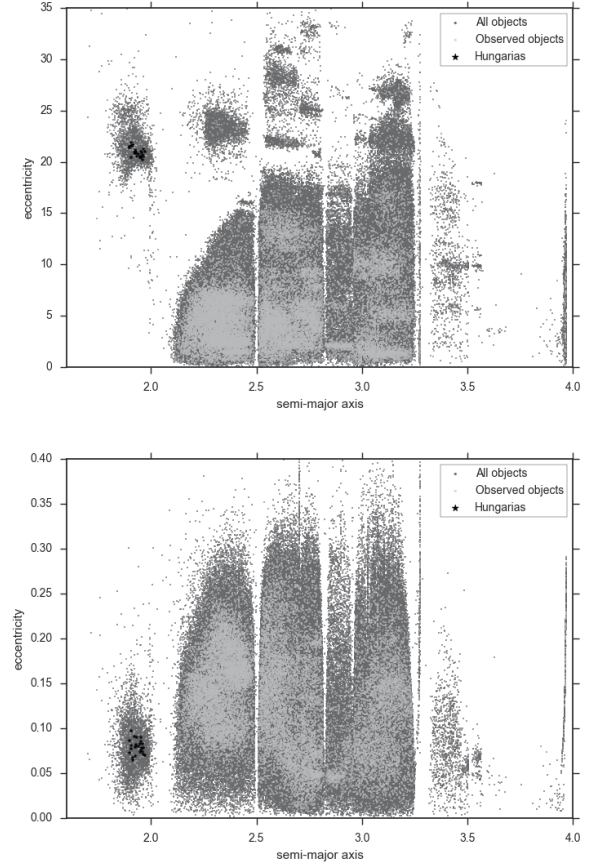 35
30
25
20
15
10
5
0
eccentricity
2.0 2.5 3.0 3.5 4.0
semi-major axis
All objects
Observed objects
Hungarias
0.40
0.35
0.30
0.25
0.20
0.15
0.10
0.05
0.00
eccentricity
2.0 2.5 3.0 3.5 4.0
semi-major axis
All objects
Observed objects
Hungarias